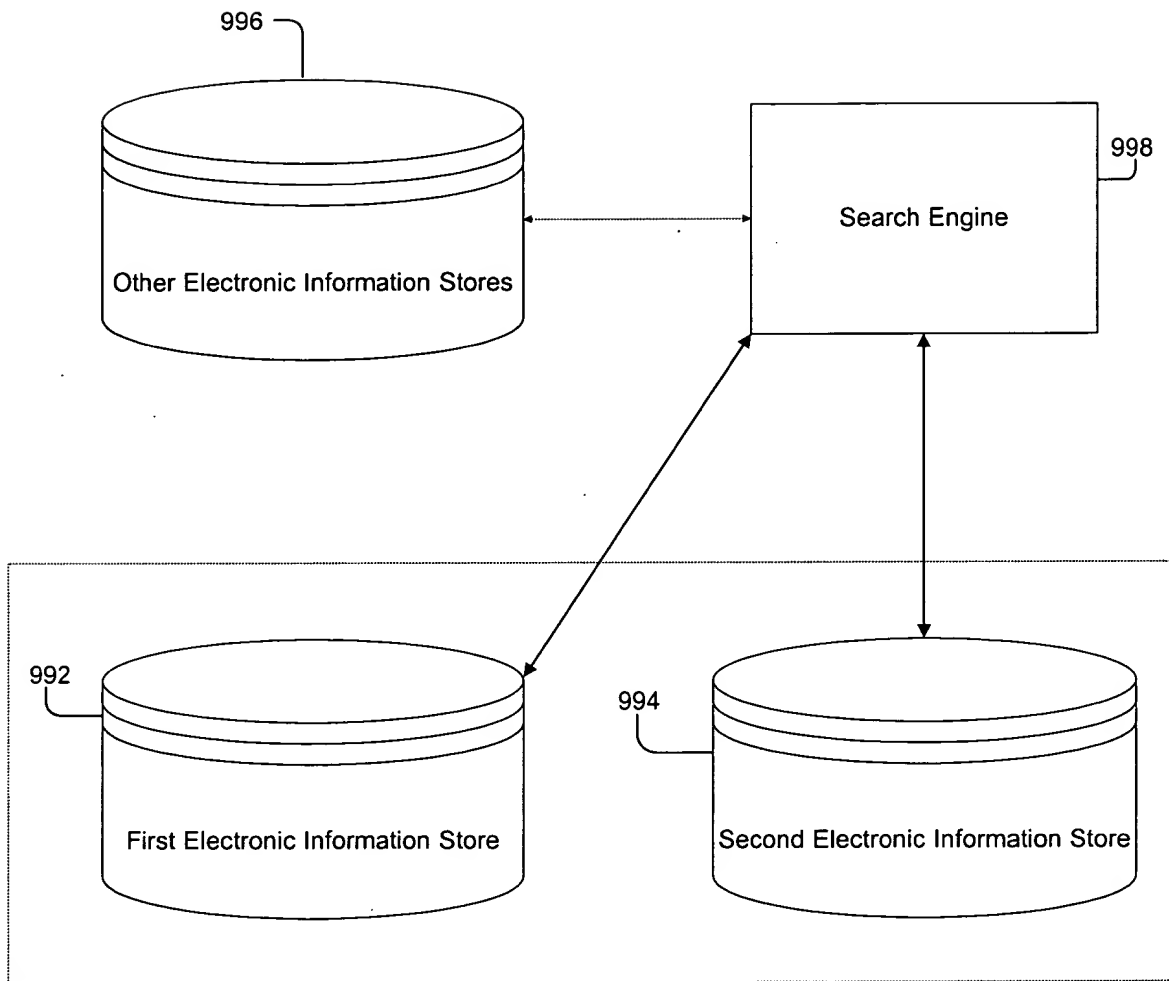 996
998
Search Engine
Other Electronic Information Stores
992
994
First Electronic Information Store
Second Electronic Information Store